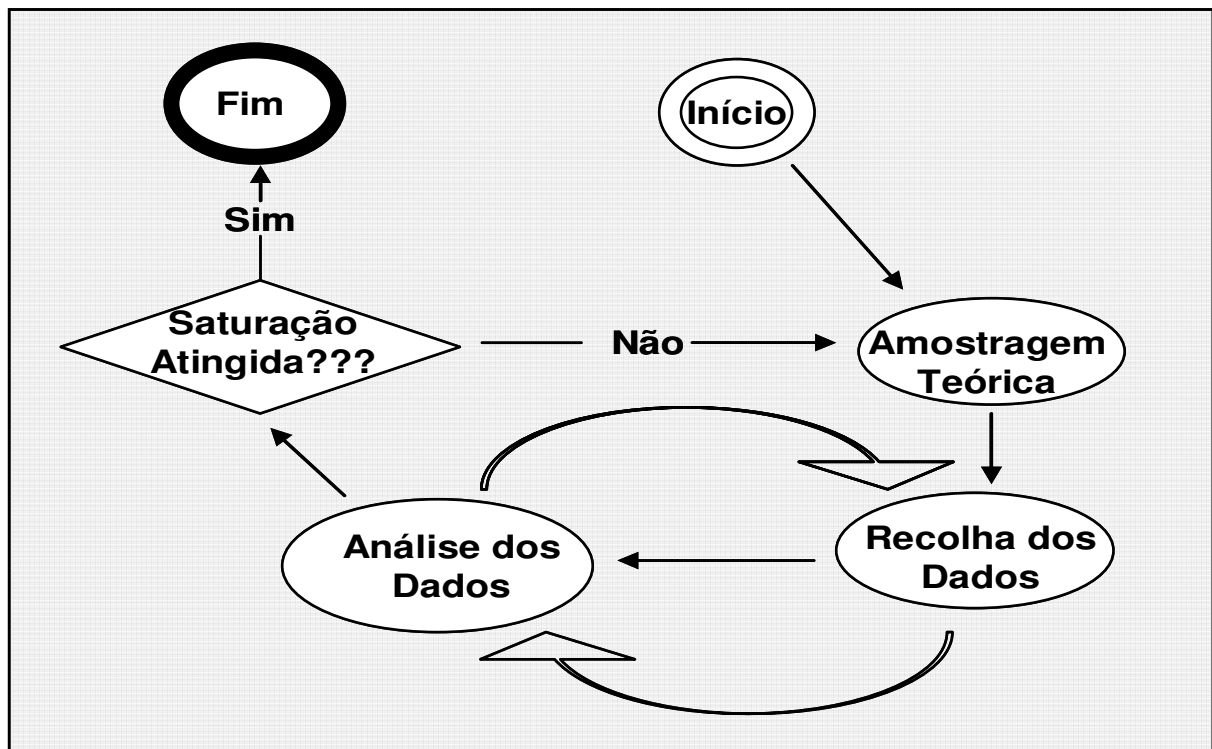 Fim
Início
Sim
Saturação
Atingida???
Não
Amostragem
Teórica
Análise dos
Dados
Recolha dos
Dados